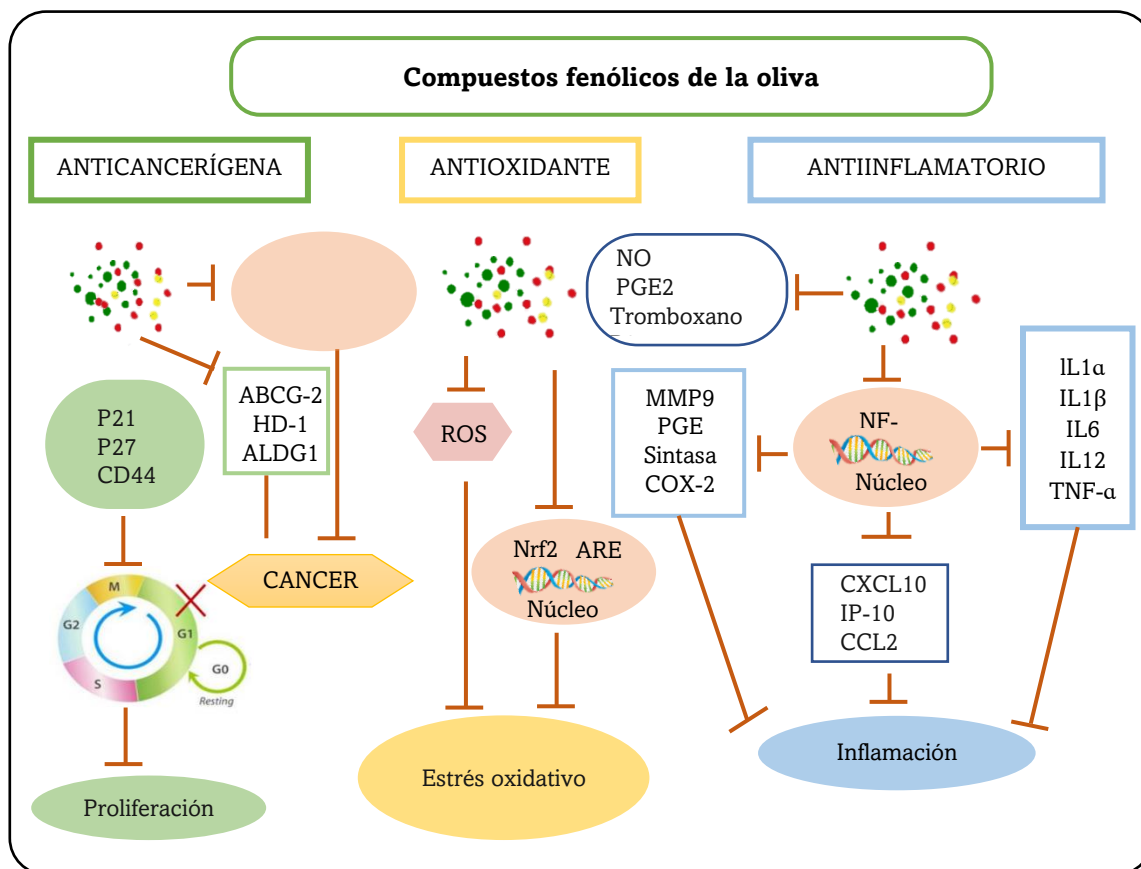 Compuestos fenólicos de la oliva
ANTICANCERÍGENA
ANTIOXIDANTE
ANTIINFLAMATORIO
P21
P27
CD44
ABCG-2
HD-1
ALDG1
CANCER
M
G2
G1
S
G0
Resting
Proliferación
ROS
Nrf2 ARE
Núcleo
Estrés oxidativo
NO
PGE2
Tromboxano
MMP9
PGE
Sintasa
COX-2
NF-
Núcleo
IL1α
IL1β
IL6
IL12
TNF-α
CXCL10
IP-10
CCL2
Inflamación